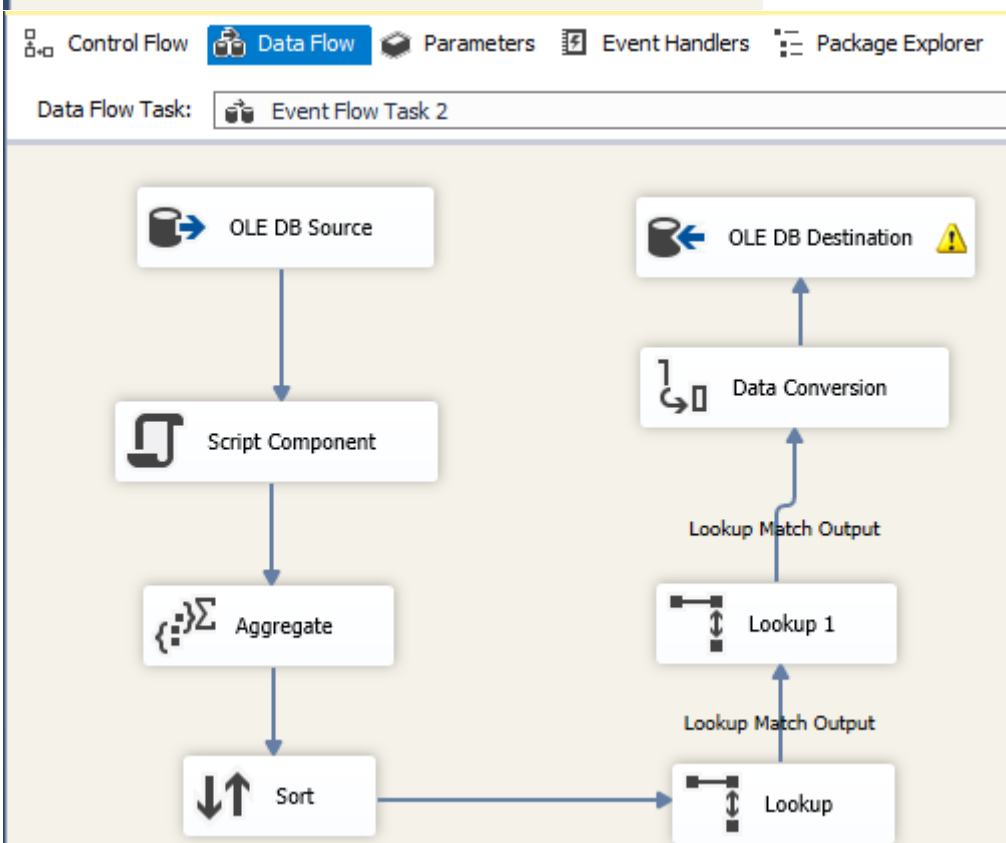 Control Flow Data Flow Parameters Event Handlers Package Explorer
Data Flow Task: Event Flow Task 2
OLE DB Source
OLE DB Destination
Data Conversion
Script Component
Lookup Match Output
Aggregate
Lookup 1
Lookup Match Output
Sort
Lookup